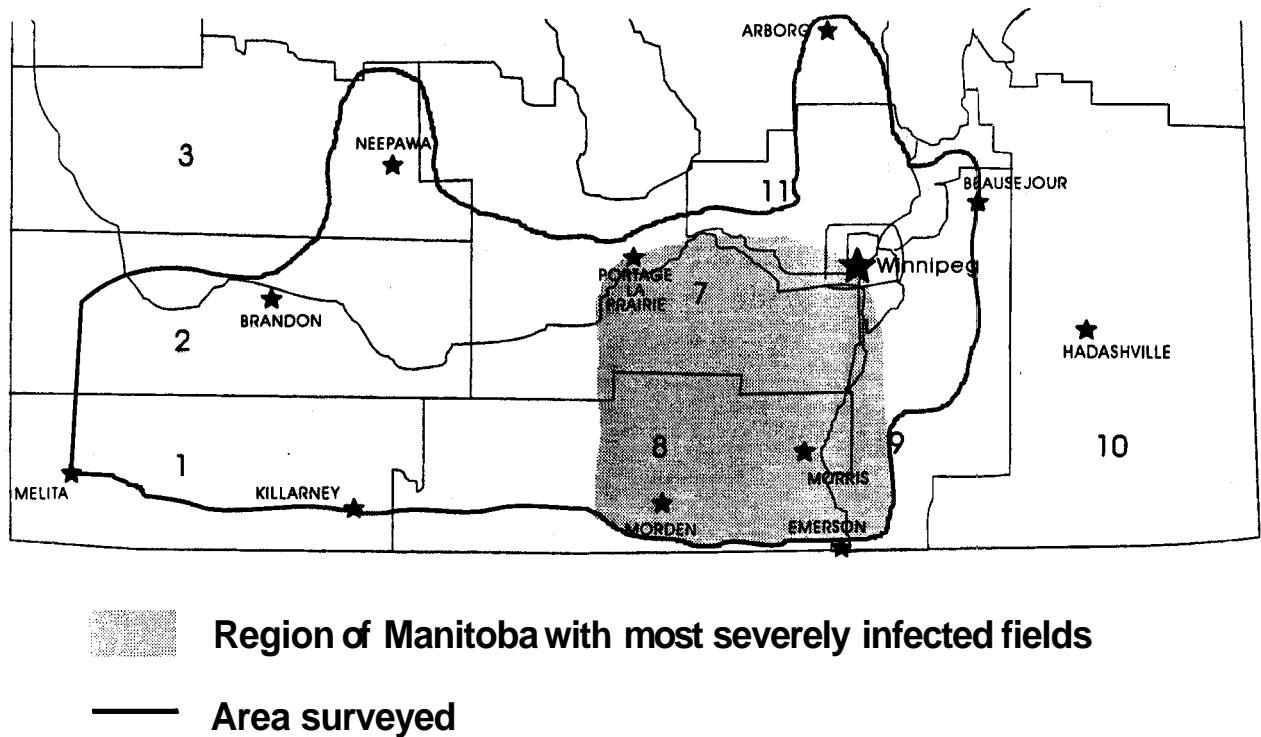 ARBORG
NEEPAWA
3
11
BEAUSEJOUR
PORTAGE
LA
PRAIRIE
7
Winnipeg
BRANDON
2
HADASHVILLE
1
8
9
10
MELITA
KILLARNEY
MORRIS
MORDEN
EMERSON
Region of Manitoba with most severely infected fields
Area surveyed